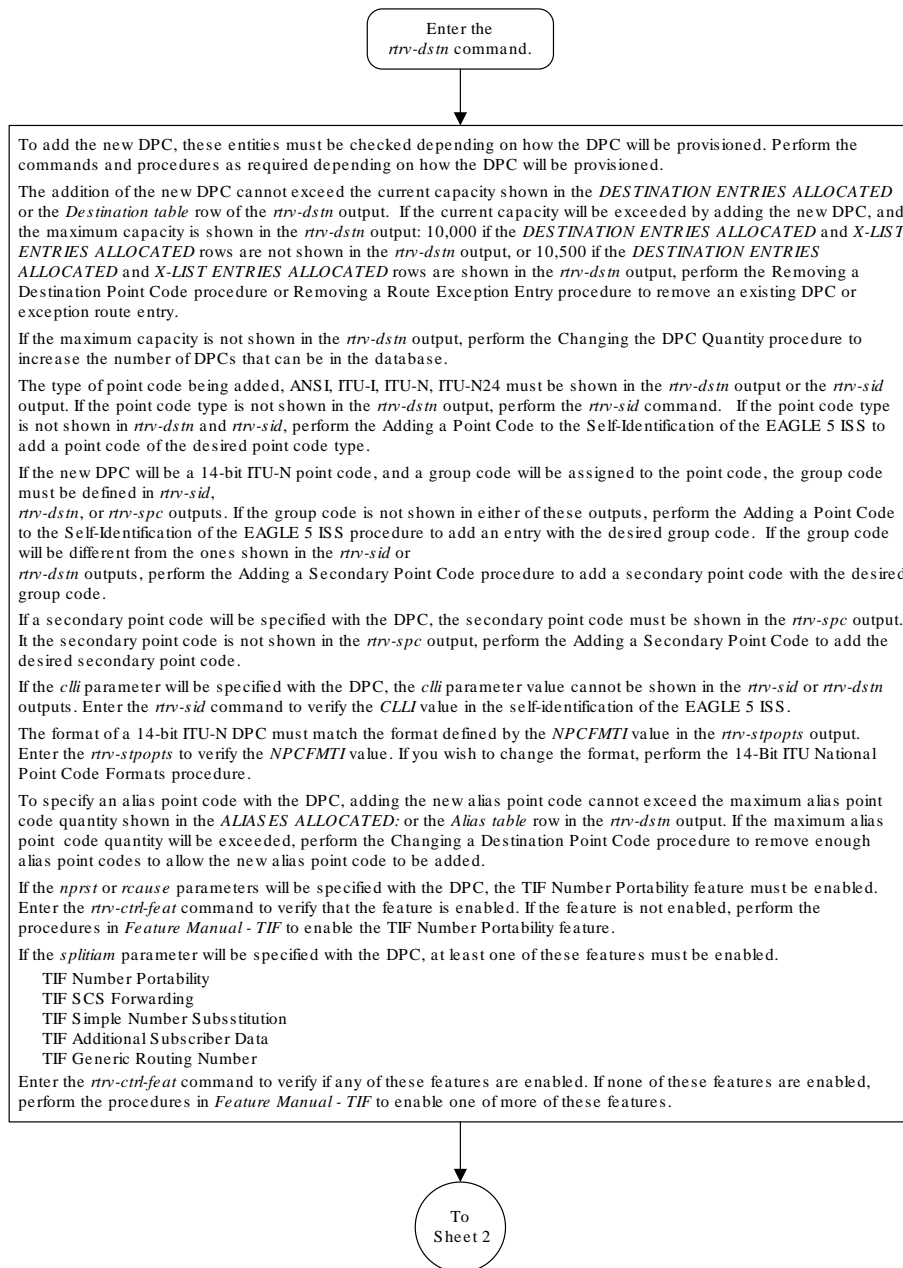 Enter the
rtrv-dstn command.
To add the new DPC, these entities must be checked depending on how the DPC will be provisioned. Perform the
commands and procedures as required depending on how the DPC will be provisioned.
The addition of the new DPC cannot exceed the current capacity shown in the DESTINATION ENTRIES ALLOCATED
or the Destination table row of the rtrv-dstn output. If the current capacity will be exceeded by adding the new DPC, and
the maximum capacity is shown in the rtrv-dstn output: 10,000 if the DESTINATION ENTRIES ALLOCATED and X-LIST
ENTRIES ALLOCATED rows are not shown in the rtrv-dstn output, or 10,500 if the DESTINATION ENTRIES
ALLOCATED and X-LIST ENTRIES ALLOCATED rows are shown in the rtrv-dstn output, perform the Removing a
Destination Point Code procedure or Removing a Route Exception Entry procedure to remove an existing DPC or
exception route entry.
If the maximum capacity is not shown in the rtrv-dstn output, perform the Changing the DPC Quantity procedure to
increase the number of DPCs that can be in the database.
The type of point code being added, ANSI, ITU-I, ITU-N, ITU-N24 must be shown in the rtrv-dstn output or the rtrv-sid
output. If the point code type is not shown in the rtrv-dstn output, perform the rtrv-sid command. If the point code type
is not shown in rtrv-dstn and rtrv-sid, perform the Adding a Point Code to the Self-Identification of the EAGLE 5 ISS to
add a point code of the desired point code type.
If the new DPC will be a 14-bit ITU-N point code, and a group code will be assigned to the point code, the group code
must be defined in rtrv-sid,
rtrv-dstn, or rtrv-spc outputs. If the group code is not shown in either of these outputs, perform the Adding a Point Code
to the Self-Identification of the EAGLE 5 ISS procedure to add an entry with the desired group code. If the group code
will be different from the ones shown in the rtrv-sid or
rtrv-dstn outputs, perform the Adding a Secondary Point Code procedure to add a secondary point code with the desired
group code.
If a secondary point code will be specified with the DPC, the secondary point code must be shown in the rtrv-spc output.
It the secondary point code is not shown in the rtrv-spc output, perform the Adding a Secondary Point Code to add the
desired secondary point code.
If the clli parameter will be specified with the DPC, the clli parameter value cannot be shown in the rtrv-sid or rtrv-dstn
outputs. Enter the rtrv-sid command to verify the CLLI value in the self-identification of the EAGLE 5 ISS.
The format of a 14-bit ITU-N DPC must match the format defined by the NPCFMTI value in the rtrv-stpopts output.
Enter the rtrv-stpopts to verify the NPCFMTI value. If you wish to change the format, perform the 14-Bit ITU National
Point Code Formats procedure.
To specify an alias point code with the DPC, adding the new alias point code cannot exceed the maximum alias point
code quantity shown in the ALIASES ALLOCATED: or the Alias table row in the rtrv-dstn output. If the maximum alias
point code quantity will be exceeded, perform the Changing a Destination Point Code procedure to remove enough
alias point codes to allow the new alias point code to be added.
If the nprst or rcause parameters will be specified with the DPC, the TIF Number Portability feature must be enabled.
Enter the rtrv-ctrl-feat command to verify that the feature is enabled. If the feature is not enabled, perform the
procedures in Feature Manual - TIF to enable the TIF Number Portability feature.
If the splitiam parameter will be specified with the DPC, at least one of these features must be enabled.
TIF Number Portability
TIF SCS Forwarding
TIF Simple Number Subsstitution
TIF Additional Subscriber Data
TIF Generic Routing Number
Enter the rtrv-ctrl-feat command to verify if any of these features are enabled. If none of these features are enabled,
perform the procedures in Feature Manual - TIF to enable one of more of these features.
To
Sheet 2